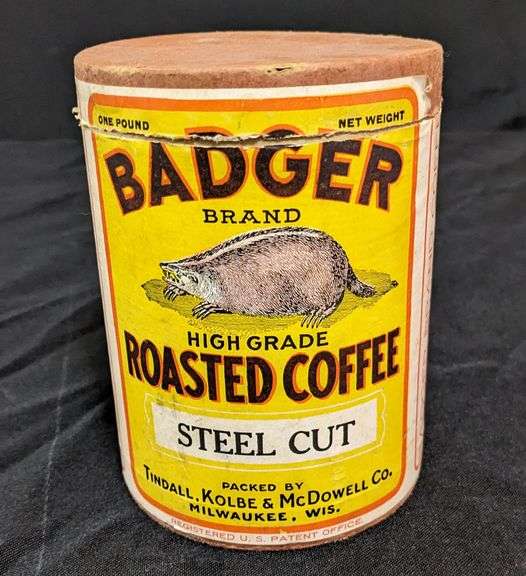 ONE POUND NET WEIGHT
BADGER
BRAND
HIGH GRADE
ROASTED COFFEE
STEEL CUT
PACKED BY
TINDALL, KOLBE & MCDOWELL CO.
MILWAUKEE, WIS.
REGISTERED U.S. PATENT OFFICE